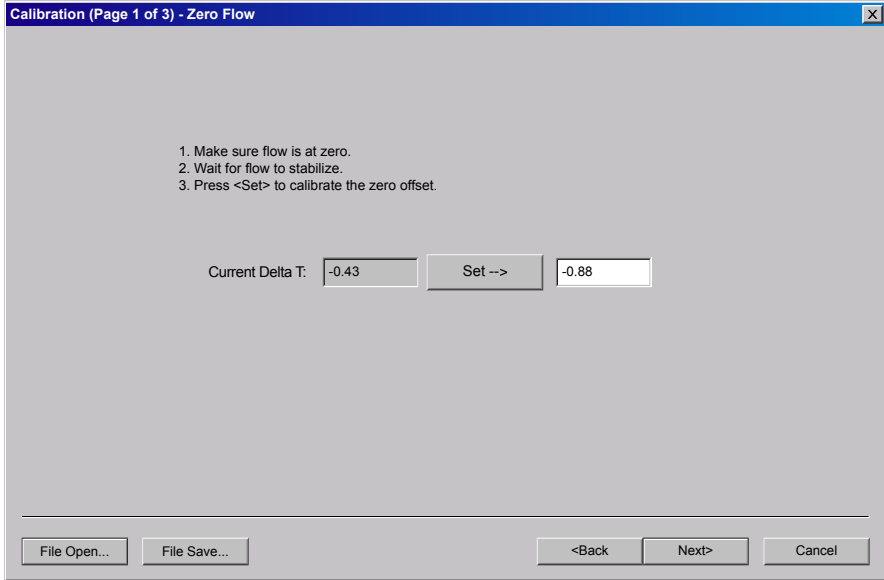 Calibration (Page 1 of 3) - Zero Flow X
1. Make sure flow is at zero.
2. Wait for flow to stabilize.
3. Press <Set> to calibrate the zero offset.
Current Delta T: -0.43 Set --> -0.88
File Open... File Save... <Back Next> Cancel